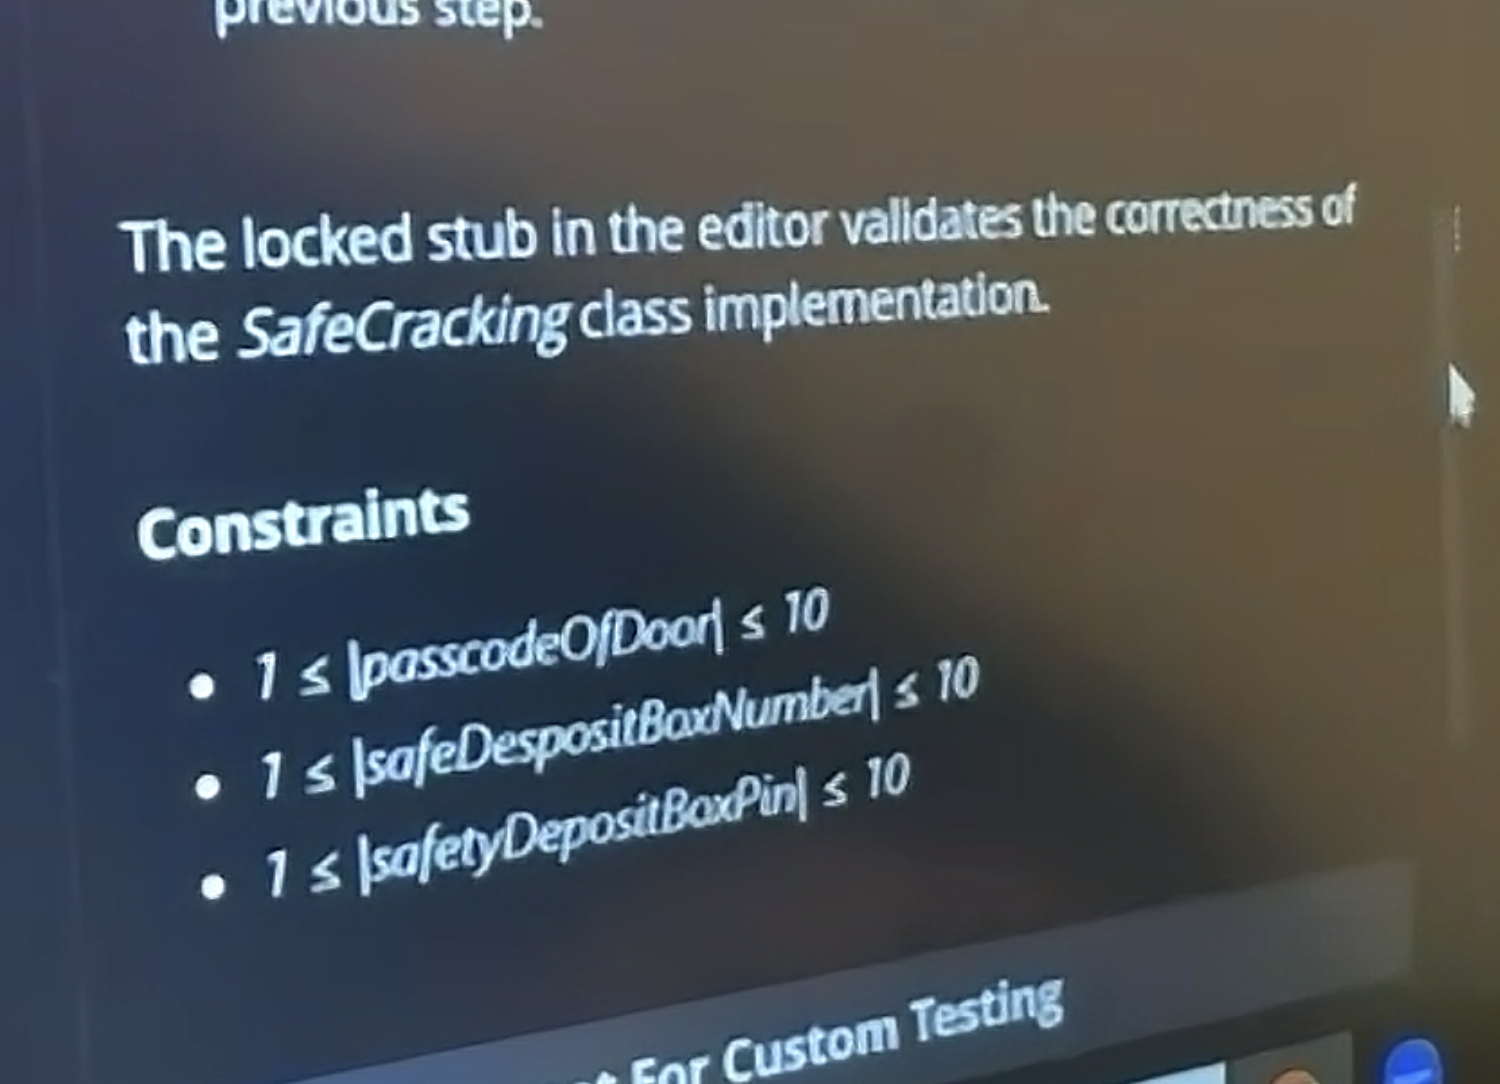 previous step.
The locked stub in the editor validates the correctness of
the SafeCracking class implementation.
Constraints
• 1 ≤ |passcodeOfDoor| ≤ 10
• 1 ≤ |safeDespositBoxNumber| ≤ 10
• 1 ≤ |safetyDepositBoxPin| ≤ 10
For Custom Testing